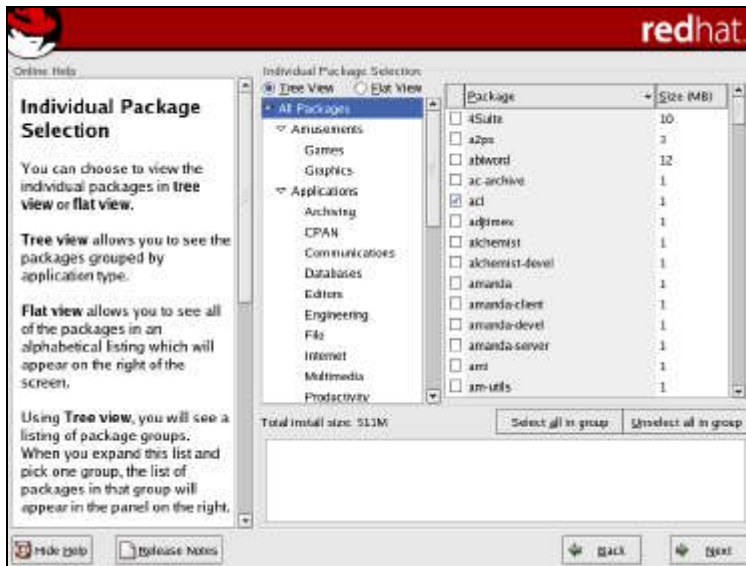 redhat.
Online Help
Individual Package Selection
You can choose to view the
individual packages in tree
view or flat view.
Tree view allows you to see the
packages grouped by
application type.
Flat view allows you to see all
of the packages in an
alphabetical listing which will
appear on the right of the
screen.
Using Tree view, you will see a
listing of package groups.
When you expand this list and
pick one group, the list of
packages in that group will
appear in the panel on the right.
Individual Package Selection
Tree View Flat View
All Packages
Amusements
Games
Graphics
Applications
Archiving
CPAN
Communications
Databases
Editors
Engineering
File
Internet
Multimedia
Productivity
Package Size (MB)
4Suite 10
a2ps 3
abiword 12
ac-archive 1
acl 1
adjtimex 1
alchemist 1
alchemist-devel 1
amanda 1
amanda-client 1
amanda-devel 1
amanda-server 1
ami 1
am-utils 1
Total install size: 511M
Select all in group Unselect all in group
Hide Help Release Notes Back Next